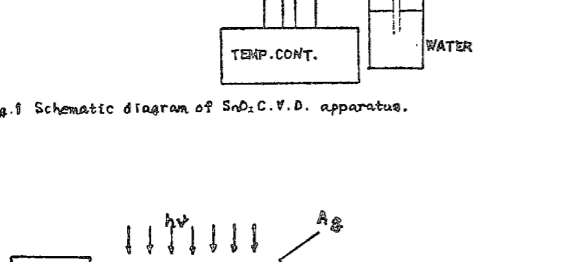 TEMP.CONT.
WATER
g.1 Schematic diagram of SnO₂ C.V.D. apparatus.
hν
Ag